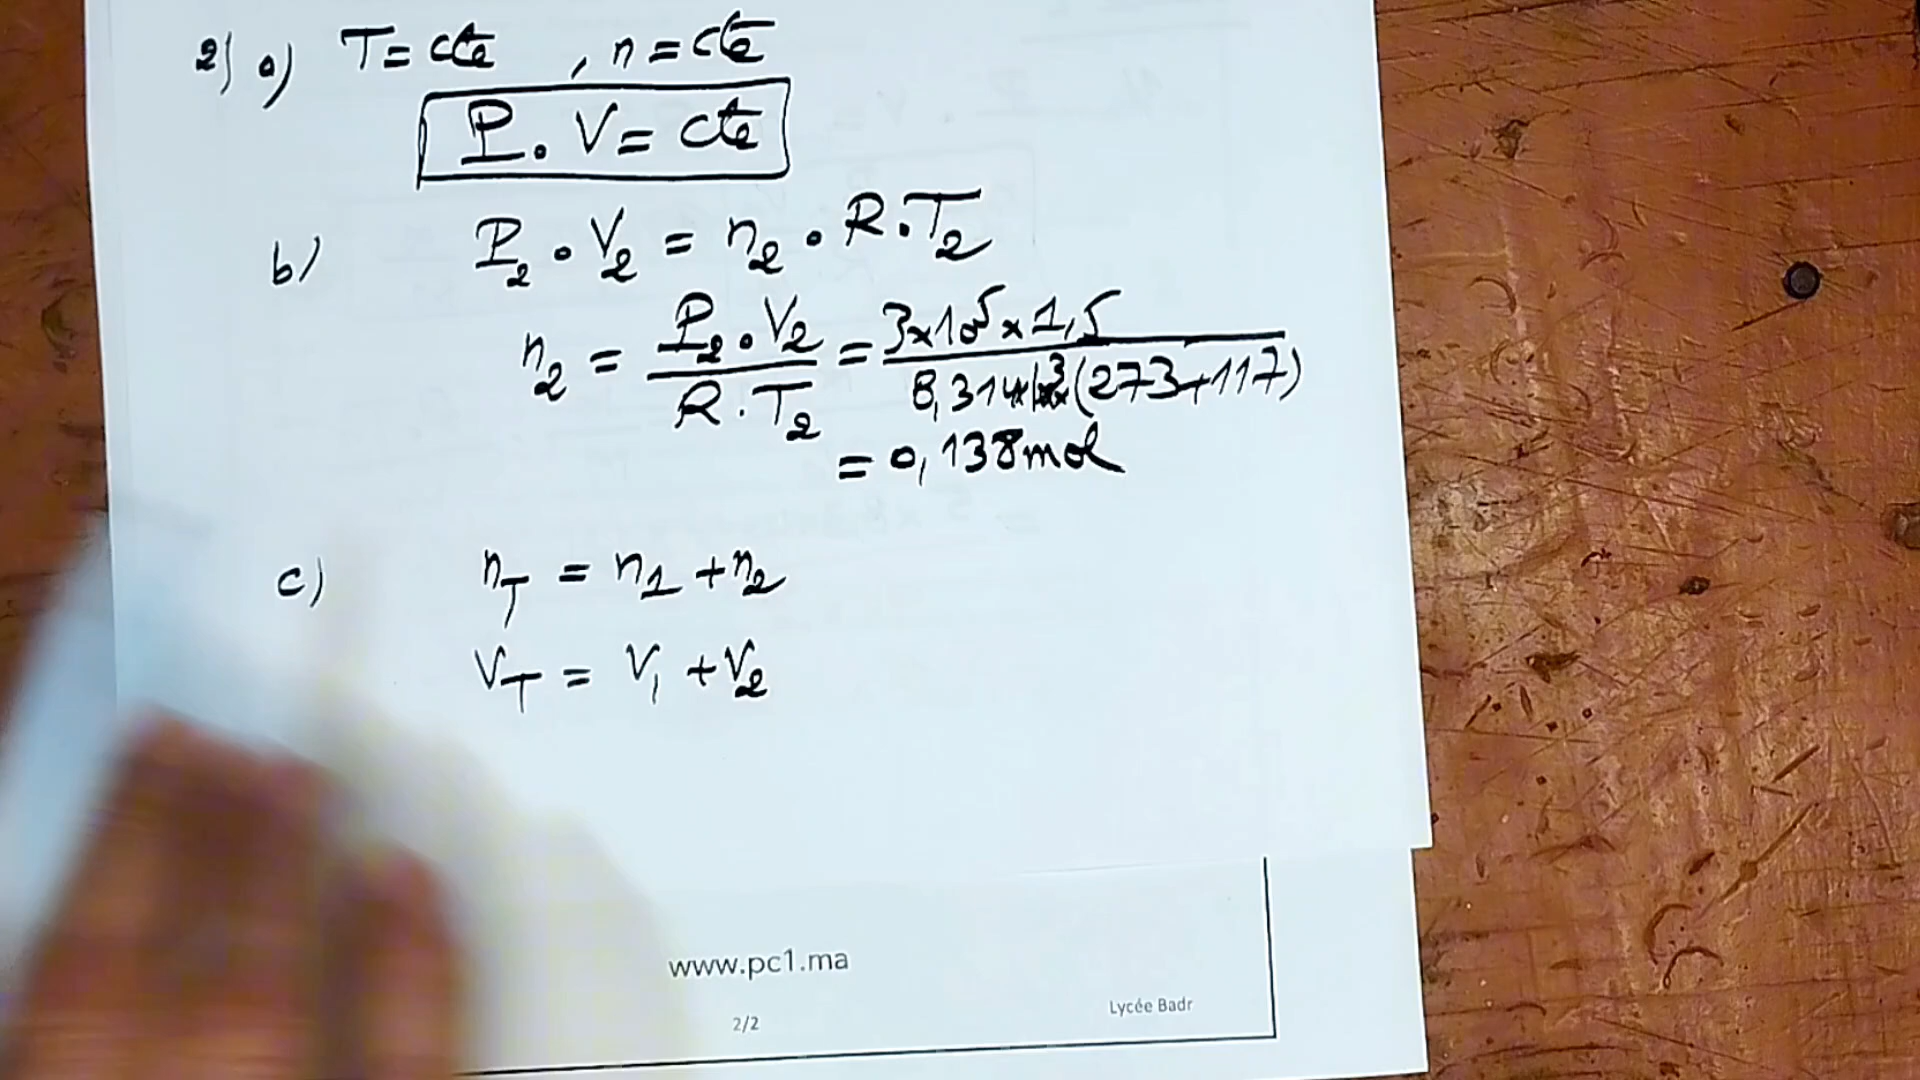 2) a) T = cte , n = cte
P . V = cte
b) P2 . V2 = n2 . R . T2
n2 = P2 . V2 / R . T2 = 3x10^5 x 1,5 / 8,314x10^3x(273+117)
= 0,138 mol
c) nT = n1 + n2
VT = V1 + V2
www.pc1.ma
Lycée Badr
2/2